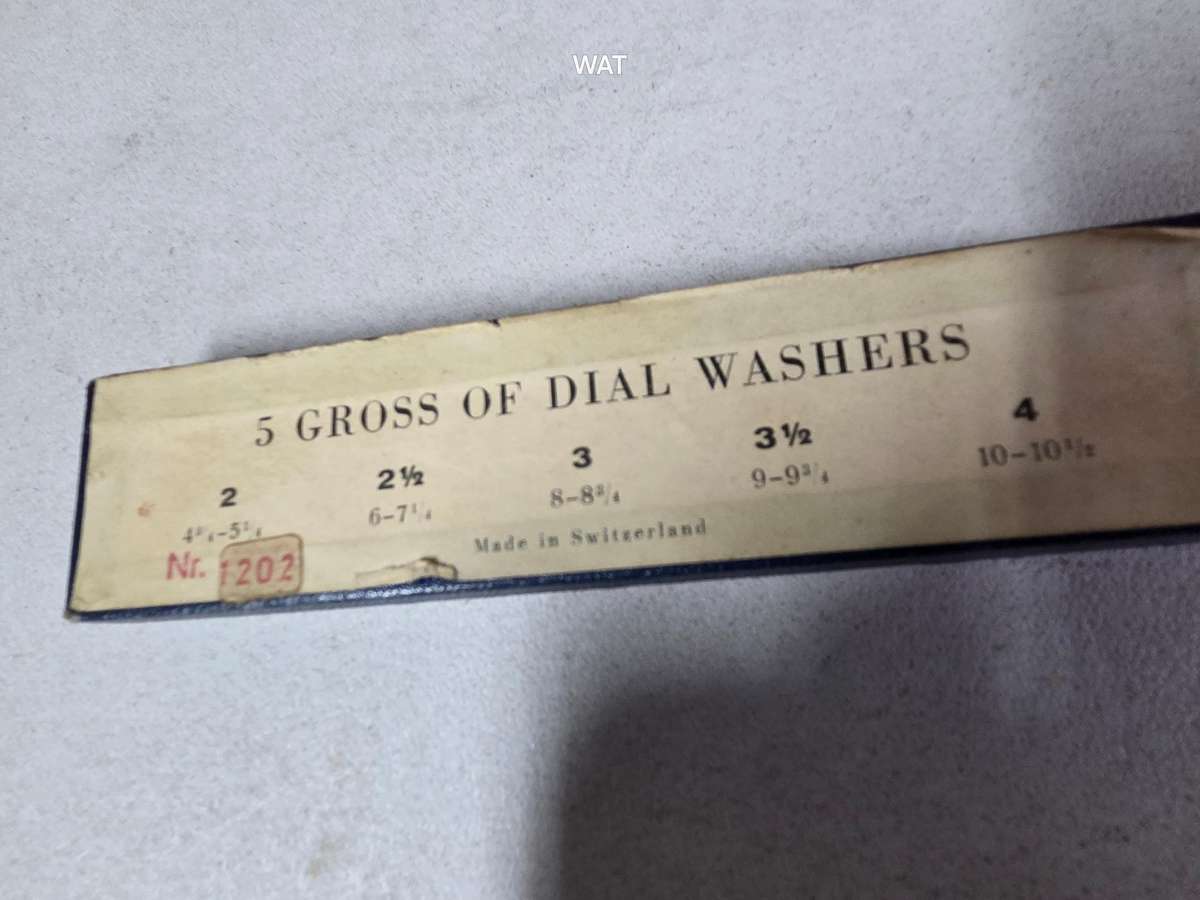 WAT
5 GROSS OF DIAL WASHERS
2 2½ 3 3½ 4
4¾-5¼ 6-7¼ 8-8¾ 9-9¾ 10-10½
Made in Switzerland
Nr. 1202